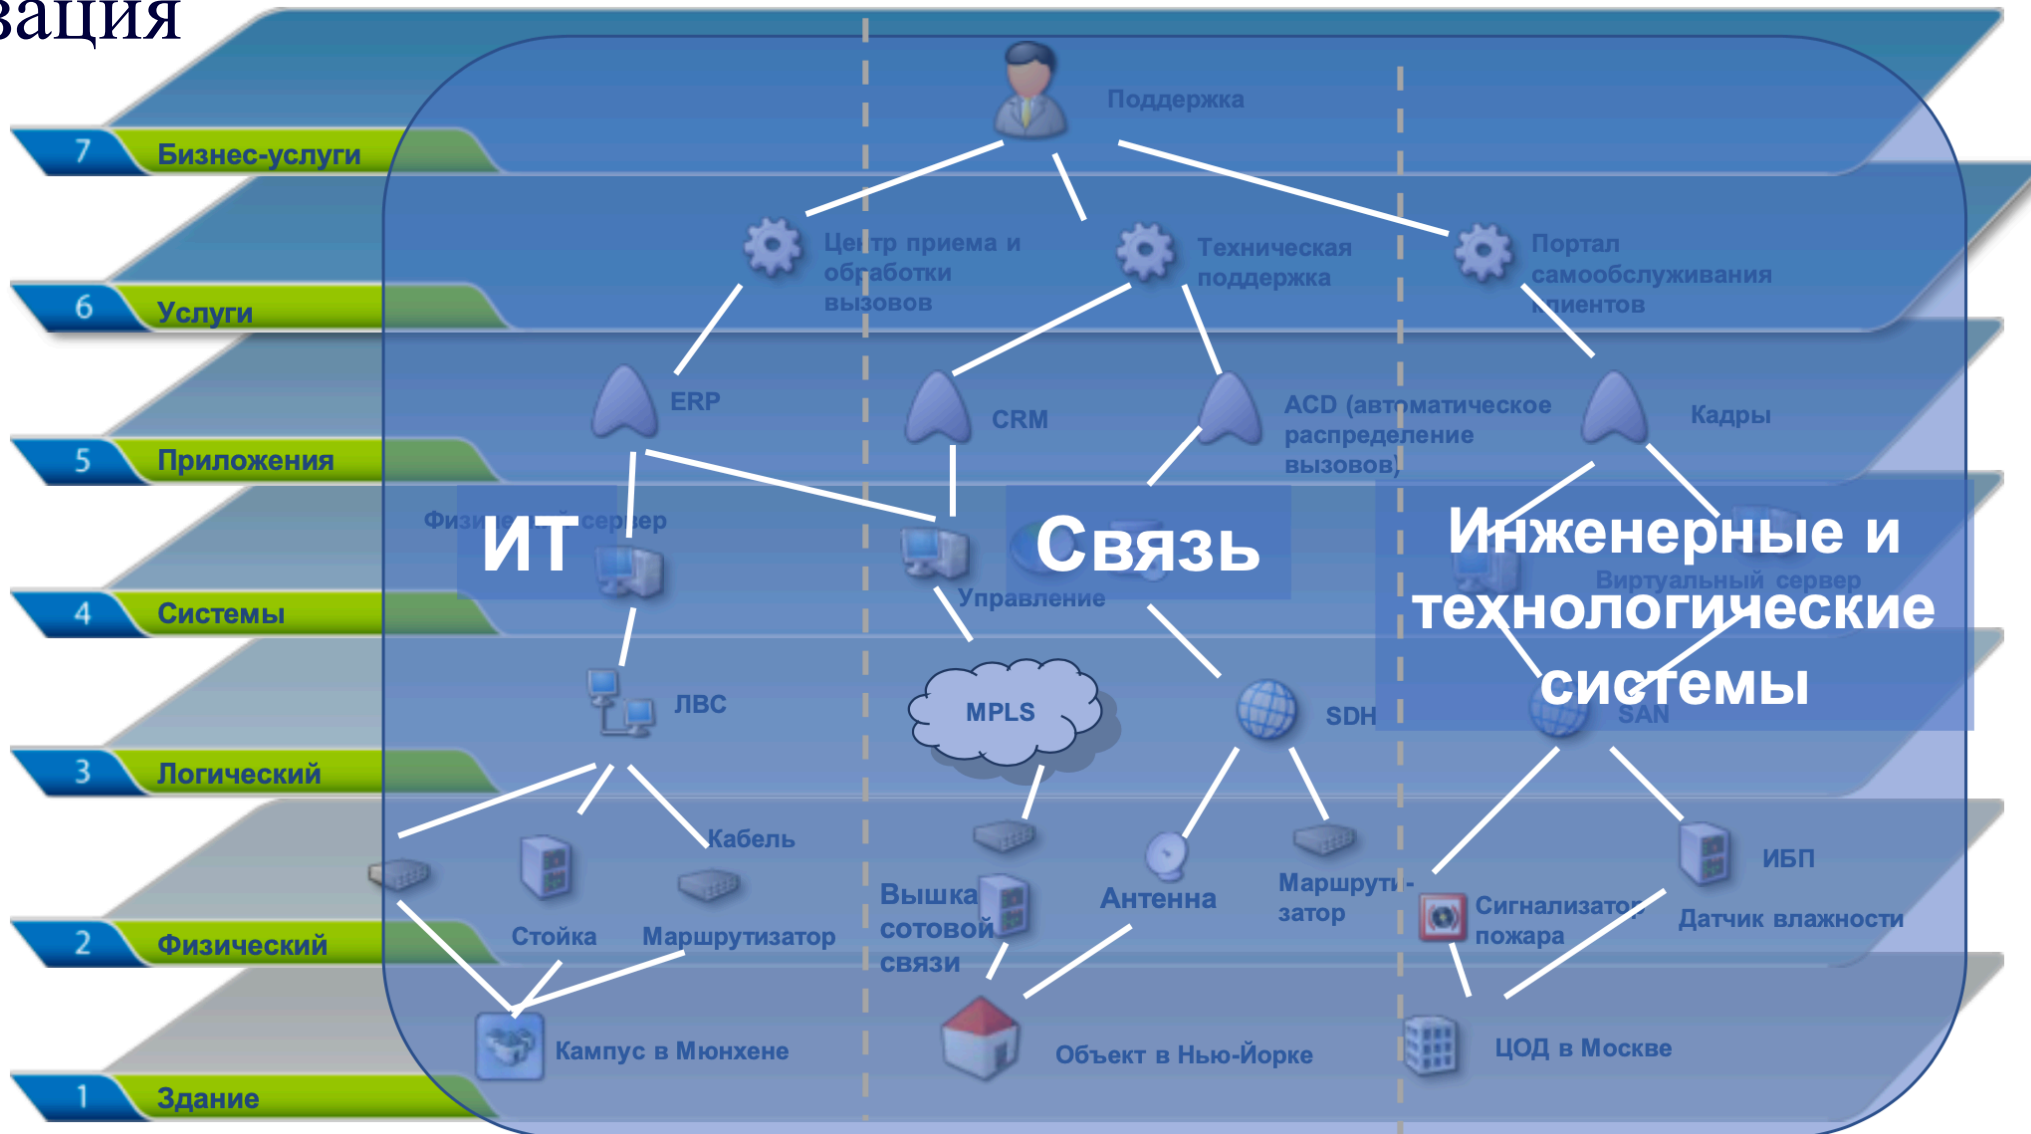 зация
Поддержка
7
Бизнес-услуги
Центр приема и
обработки
вызовов
Техническая
поддержка
Портал
самообслуживания
клиентов
6
Услуги
ERP
CRM
ACD (автоматическое
распределение
вызовов)
Кадры
5
Приложения
Физический сервер
ИТ
Связь
Инженерные и
технологические
системы
Управление
Виртуальный сервер
4
Системы
ЛВС
MPLS
SDH
SAN
3
Логический
Кабель
Стойка
Маршрутизатор
Вышка
сотовой
связи
Антенна
Маршрути-
затор
Сигнализатор
пожара
ИБП
Датчик влажности
2
Физический
Кампус в Мюнхене
Объект в Нью-Йорке
ЦОД в Москве
1
Здание